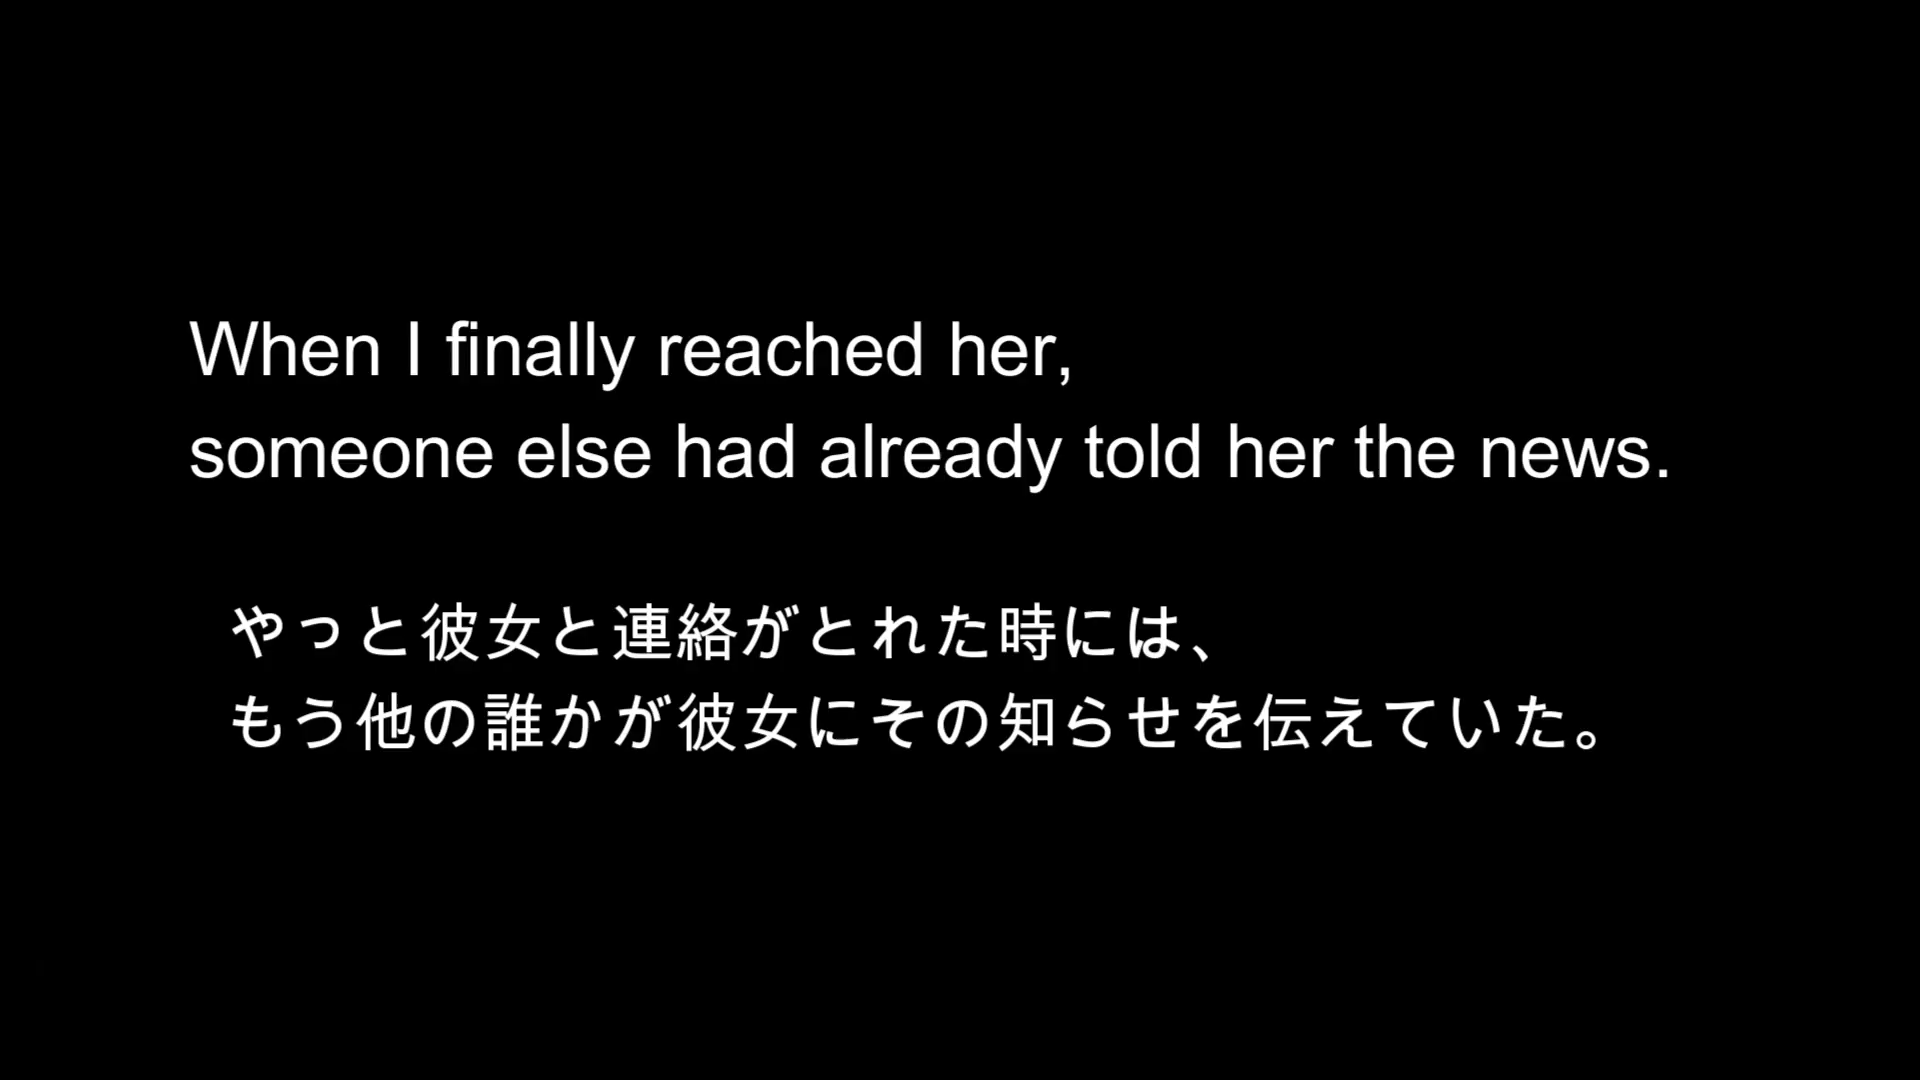 When I finally reached her,
someone else had already told her the news.
やっと彼女と連絡がとれた時には、
もう他の誰かが彼女にその知らせを伝えていた。